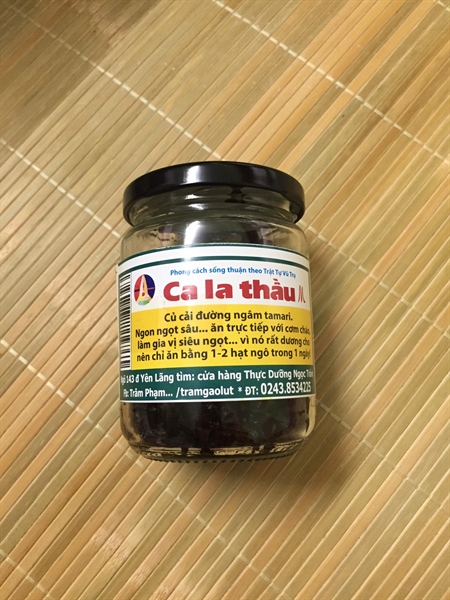 Phong cách sống thuận theo Trật Tự Vũ Trụ
Ca la thầu
Củ cải đường ngâm tamari.
Ngon ngọt sâu... ăn trực tiếp với cơm cháo,
làm gia vị siêu ngọt... vì nó rất dương cho
nên chỉ ăn bằng 1-2 hạt ngô trong 1 ngày!
143 đ Yên Lãng tìm: cửa hàng Thực Dưỡng Ngọc
Fb: Trâm Phạm... /tramgaolut * ĐT: 0243.8534225